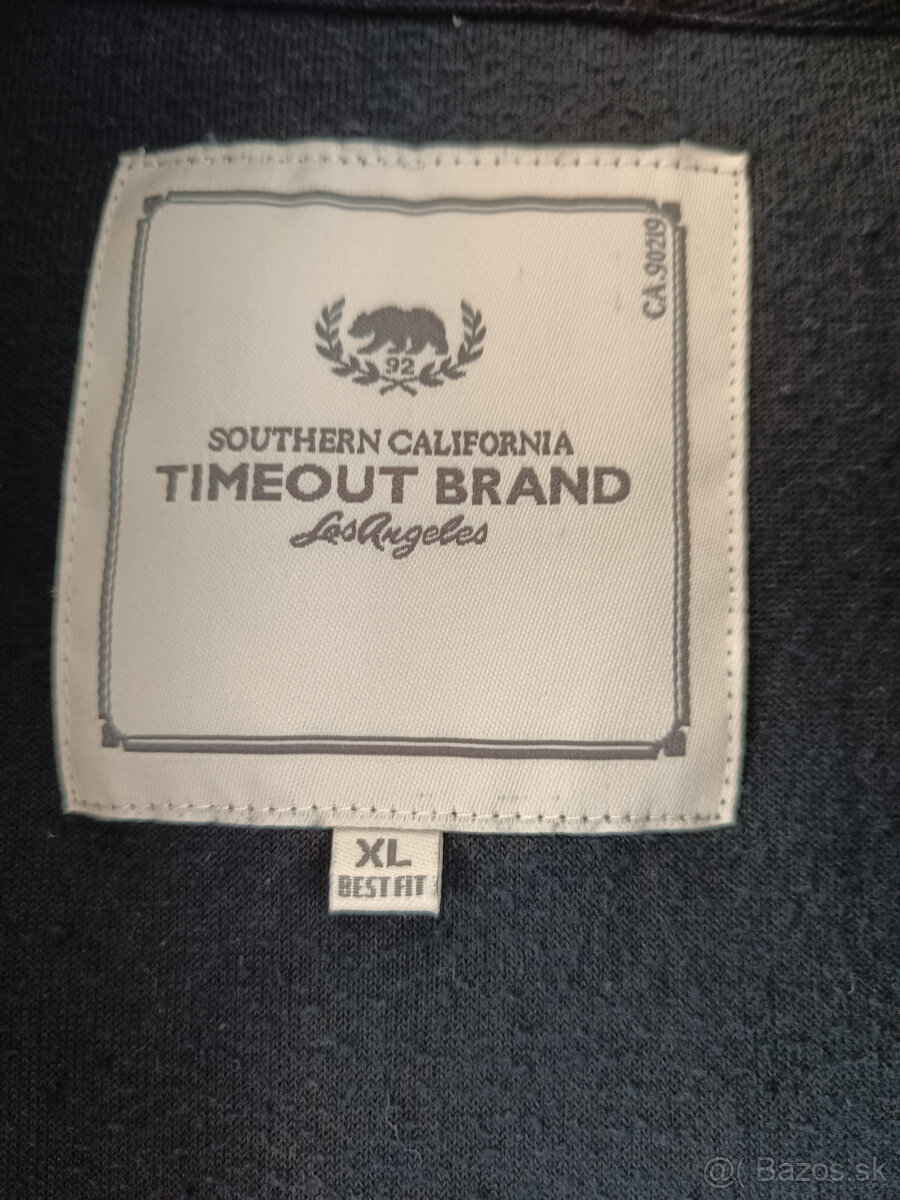 CA.90219
92
SOUTHERN CALIFORNIA
TIMEOUT BRAND
Los Angeles
XL
BEST FIT
@( Bazos.sk